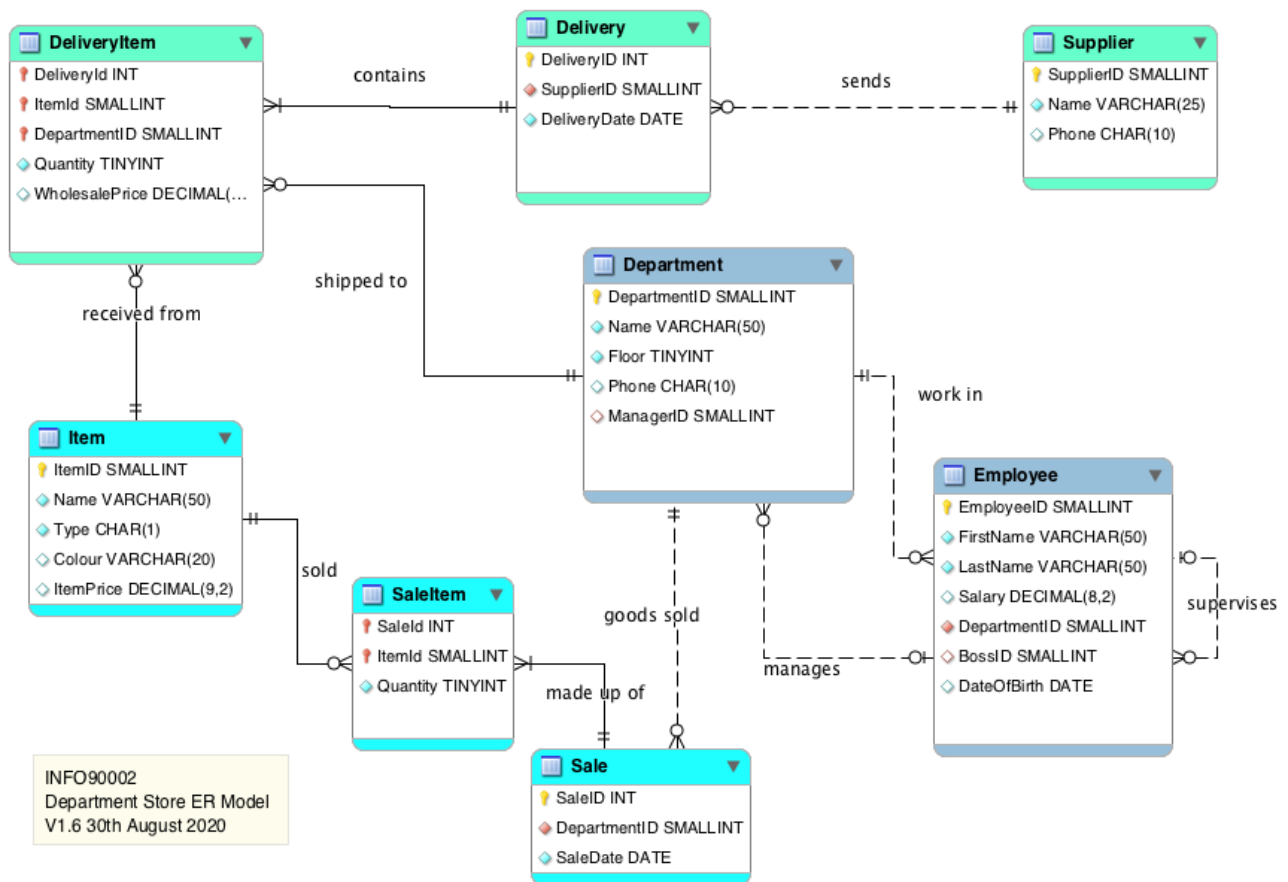 DeliveryItem
DeliveryId INT
ItemId SMALLINT
DepartmentID SMALLINT
Quantity TINYINT
WholesalePrice DECIMAL(...
contains
Delivery
DeliveryID INT
SupplierID SMALLINT
DeliveryDate DATE
sends
Supplier
SupplierID SMALLINT
Name VARCHAR(25)
Phone CHAR(10)
shipped to
received from
Department
DepartmentID SMALLINT
Name VARCHAR(50)
Floor TINYINT
Phone CHAR(10)
ManagerID SMALLINT
work in
Item
ItemID SMALLINT
Name VARCHAR(50)
Type CHAR(1)
Colour VARCHAR(20)
ItemPrice DECIMAL(9,2)
sold
Employee
EmployeeID SMALLINT
FirstName VARCHAR(50)
LastName VARCHAR(50)
Salary DECIMAL(8,2)
DepartmentID SMALLINT
BossID SMALLINT
DateOfBirth DATE
supervises
manages
goods sold
SaleItem
SaleId INT
ItemId SMALLINT
Quantity TINYINT
made up of
Sale
SaleID INT
DepartmentID SMALLINT
SaleDate DATE
INFO90002
Department Store ER Model
V1.6 30th August 2020